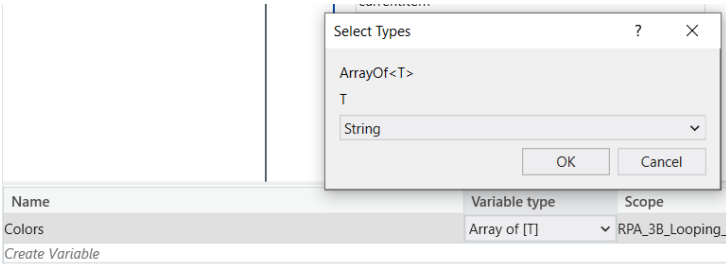 currentItem
Select Types ? ×
ArrayOf<T>
T
String
OK Cancel
Name Variable type Scope
Colors Array of [T] RPA_3B_Looping_
Create Variable